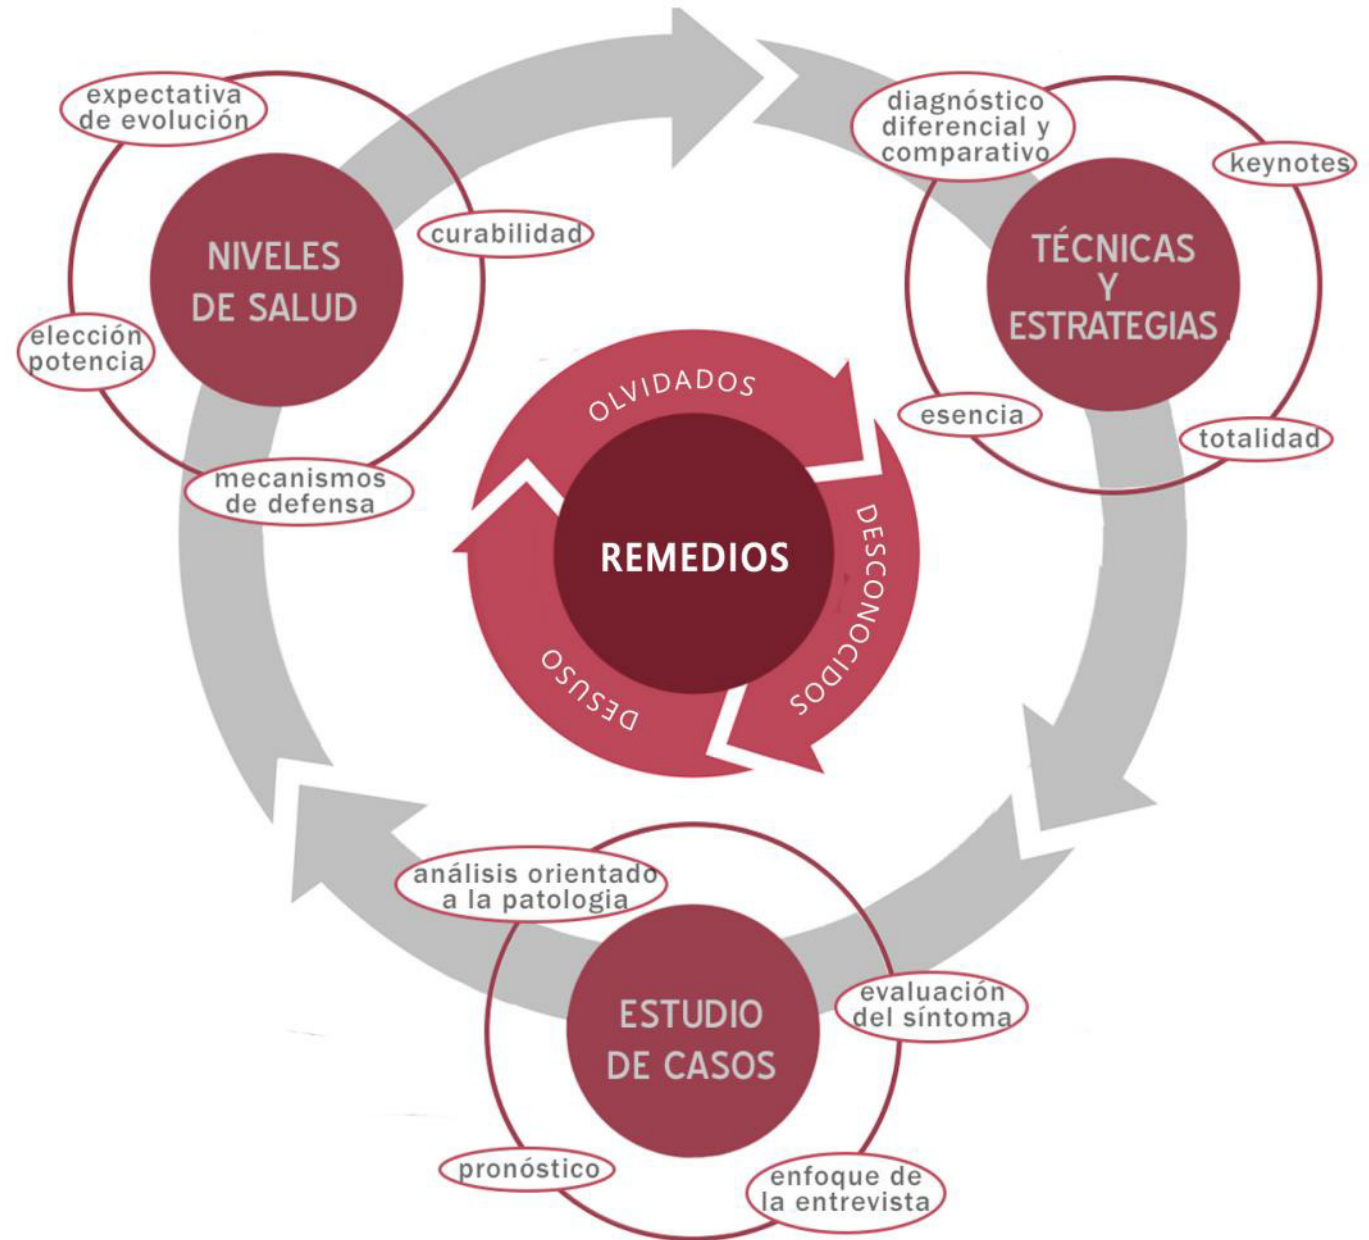 expectativa
de evolución
NIVELES
DE SALUD
curabilidad
elección
potencia
mecanismos
de defensa
diagnóstico
diferencial y
comparativo
keynotes
TÉCNICAS
Y
ESTRATEGIAS
esencia
totalidad
OLVIDADOS
DESCONOCIDOS
DESUSO
REMEDIOS
análisis orientado
a la patologia
ESTUDIO
DE CASOS
evaluación
del síntoma
pronóstico
enfoque de
la entrevista